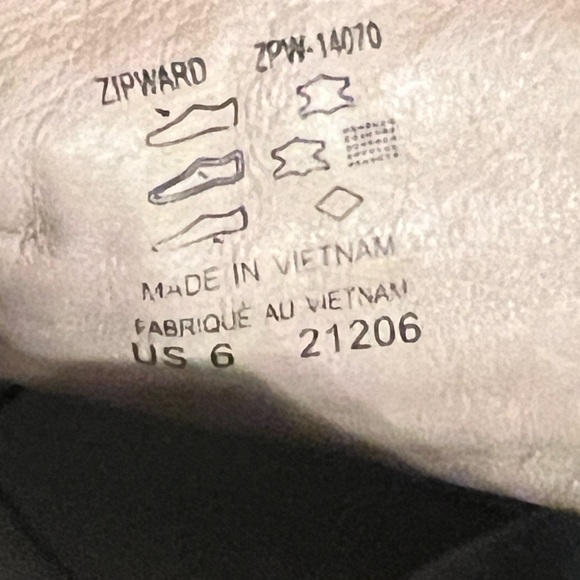 ZIPWARD ZPW-14070
MADE IN VIETNAM
FABRIQUÉ AU VIETNAM
US 6 21206